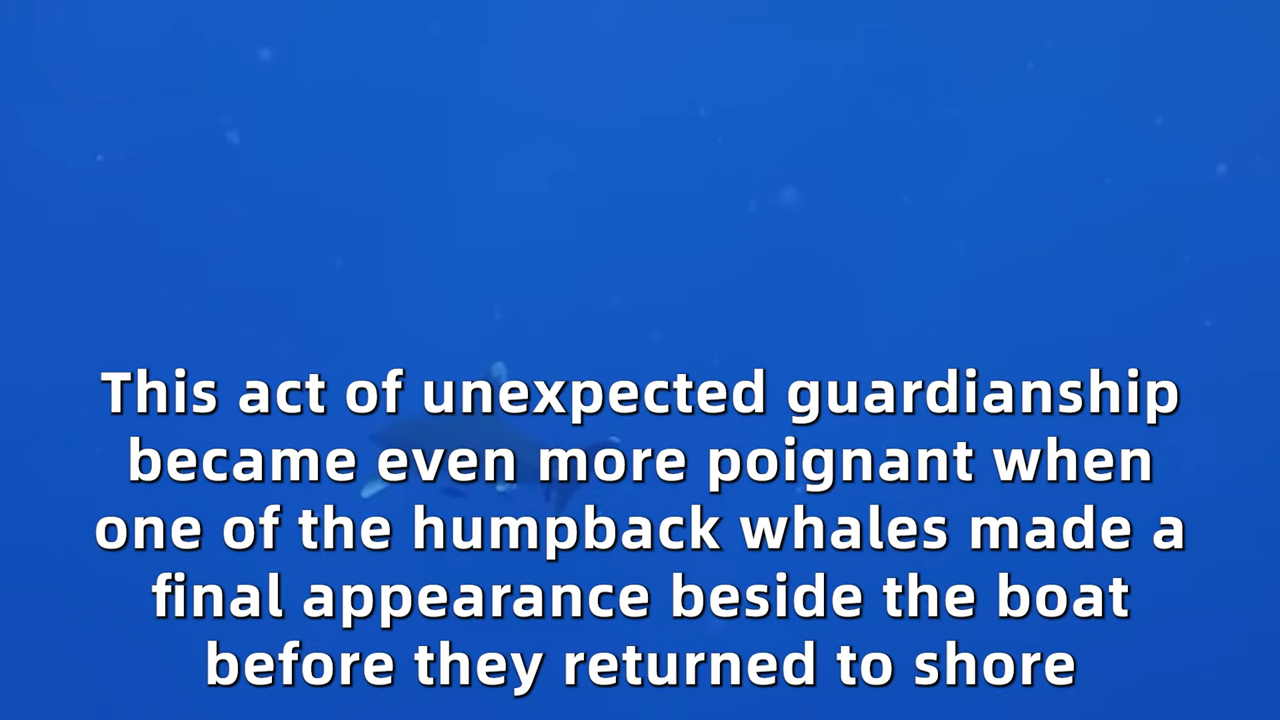 This act of unexpected guardianship
became even more poignant when
one of the humpback whales made a
final appearance beside the boat
before they returned to shore